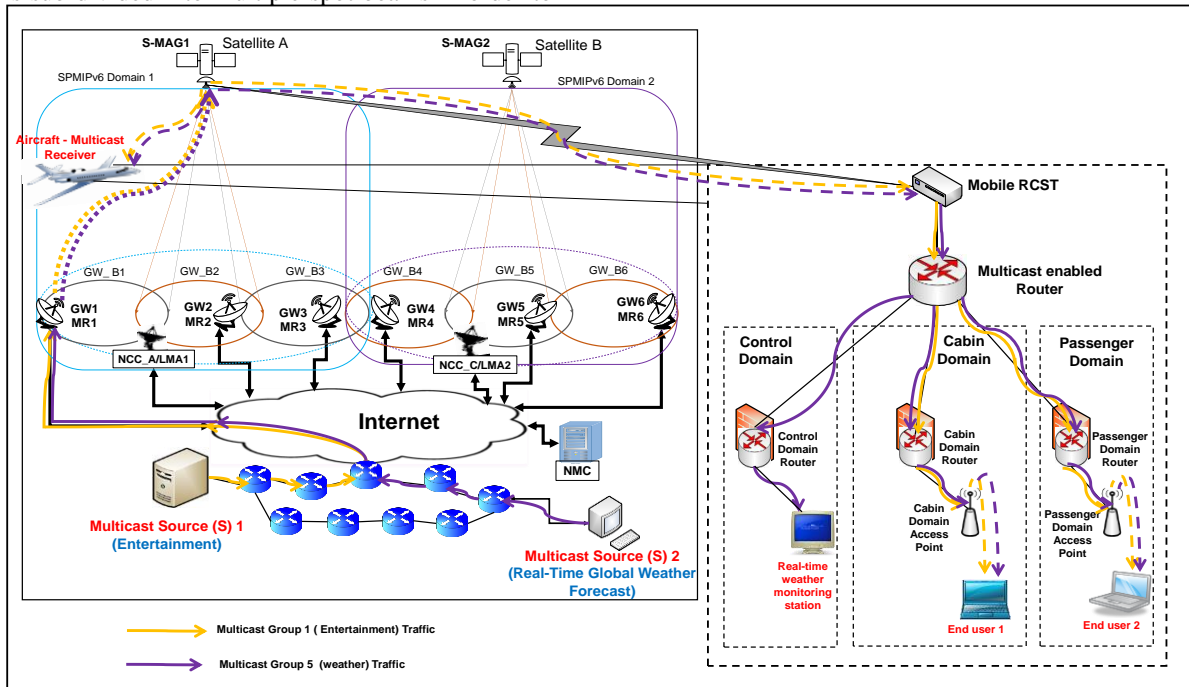 S-MAG1
Satellite A
S-MAG2
Satellite B
SPMIPv6 Domain 1
SPMIPv6 Domain 2
Aircraft - Multicast
Receiver
Mobile RCST
Multicast enabled
Router
GW_ B1
GW_B2
GW_B3
GW_B4
GW_B5
GW_B6
GW1
MR1
GW2
MR2
GW3
MR3
GW4
MR4
GW5
MR5
GW6
MR6
NCC_A/LMA1
NCC_C/LMA2
Internet
NMC
Multicast Source (S) 1
(Entertainment)
Multicast Source (S) 2
(Real-Time Global Weather
Forecast)
Control
Domain
Cabin
Domain
Passenger
Domain
Control
Domain
Router
Cabin
Domain
Router
Passenger
Domain
Router
Cabin
Domain
Access
Point
Passenger
Domain
Access
Point
Real-time
weather
monitoring
station
End user 1
End user 2
Multicast Group 1 ( Entertainment) Traffic
Multicast Group 5 (weather) Traffic